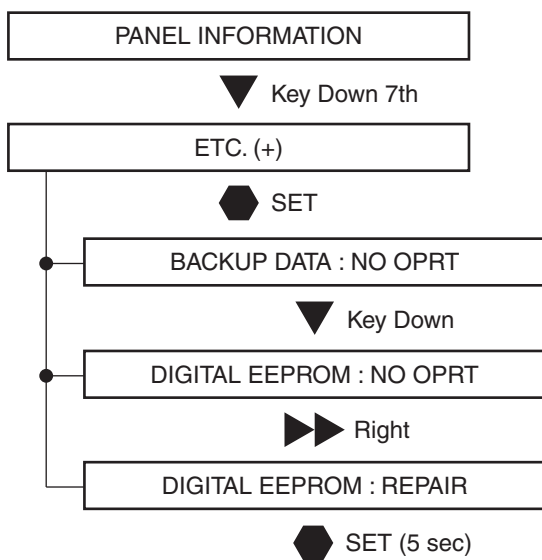 PANEL INFORMATION
Key Down 7th
ETC. (+)
SET
BACKUP DATA : NO OPRT
Key Down
DIGITAL EEPROM : NO OPRT
Right
DIGITAL EEPROM : REPAIR
SET (5 sec)